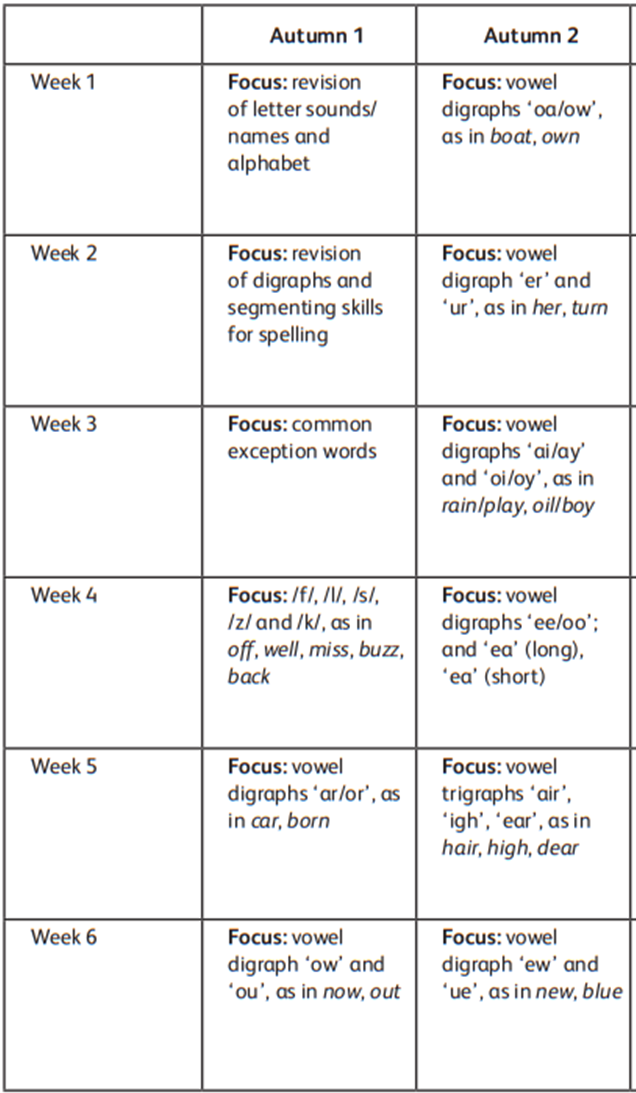 Autumn 1
Autumn 2
Week 1
Focus: revision
of letter sounds/
names and
alphabet
Focus: vowel
digraphs ‘oa/ow’,
as in boat, own
Week 2
Focus: revision
of digraphs and
segmenting skills
for spelling
Focus: vowel
digraph ‘er’ and
‘ur’, as in her, turn
Week 3
Focus: common
exception words
Focus: vowel
digraphs ‘ai/ay’
and ‘oi/oy’, as in
rain/play, oil/boy
Week 4
Focus: /f/, /l/, /s/,
/z/ and /k/, as in
off, well, miss, buzz,
back
Focus: vowel
digraphs ‘ee/oo’;
and ‘ea’ (long),
‘ea’ (short)
Week 5
Focus: vowel
digraphs ‘ar/or’, as
in car, born
Focus: vowel
trigraphs ‘air’,
‘igh’, ‘ear’, as in
hair, high, dear
Week 6
Focus: vowel
digraph ‘ow’ and
‘ou’, as in now, out
Focus: vowel
digraph ‘ew’ and
‘ue’, as in new, blue